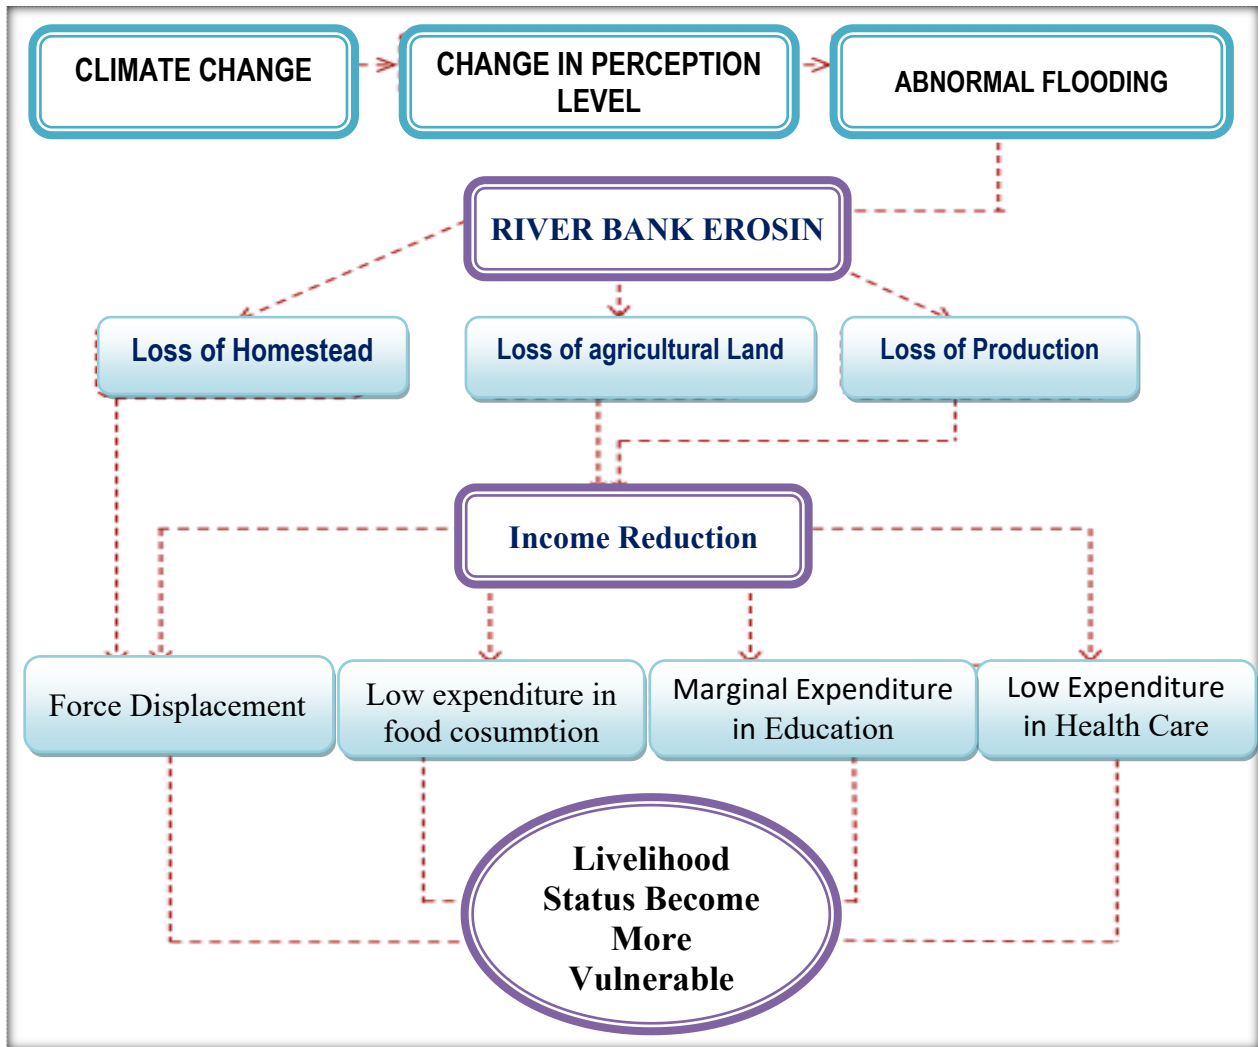 CLIMATE CHANGE
CHANGE IN PERCEPTION
LEVEL
ABNORMAL FLOODING
RIVER BANK EROSIN
Loss of Homestead
Loss of agricultural Land
Loss of Production
Income Reduction
Force Displacement
Low expenditure in
food cosumption
Marginal Expenditure
in Education
Low Expenditure
in Health Care
Livelihood
Status Become
More
Vulnerable